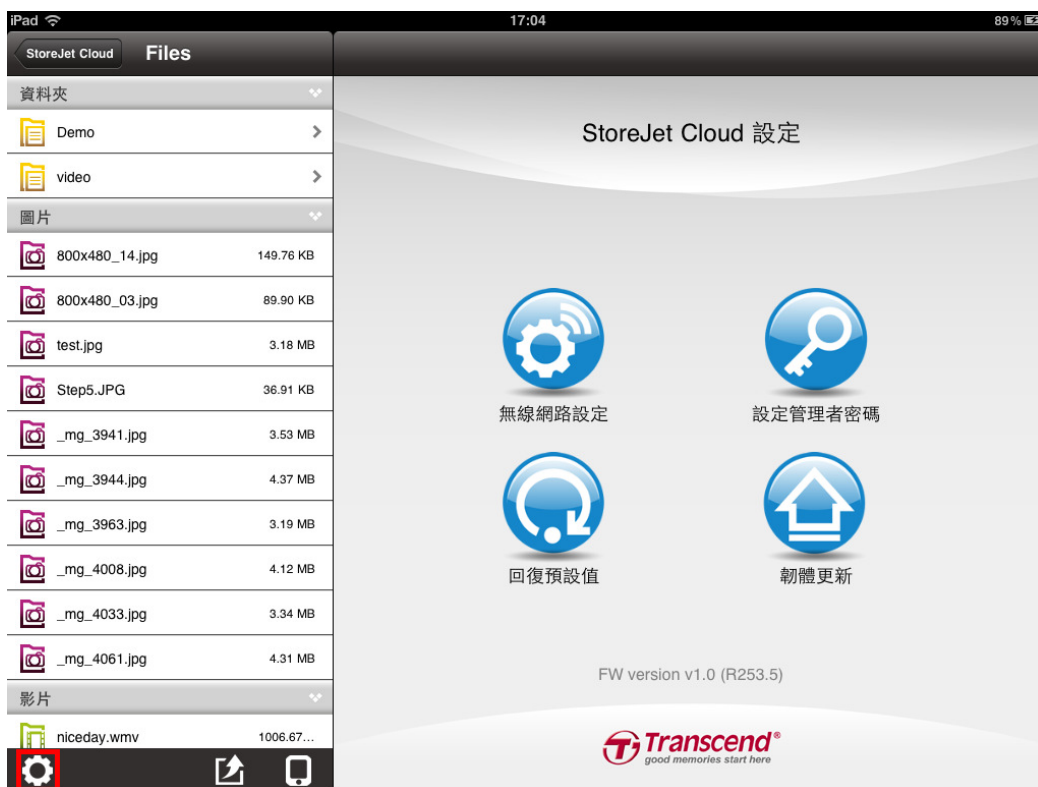 iPad 17:04 89%
StoreJet Cloud Files
資料夾
Demo
video
圖片
800x480_14.jpg 149.76 KB
800x480_03.jpg 89.90 KB
test.jpg 3.18 MB
Step5.JPG 36.91 KB
_mg_3941.jpg 3.53 MB
_mg_3944.jpg 4.37 MB
_mg_3963.jpg 3.19 MB
_mg_4008.jpg 4.12 MB
_mg_4033.jpg 3.34 MB
_mg_4061.jpg 4.31 MB
影片
niceday.wmv 1006.67...
StoreJet Cloud 設定
無線網路設定 設定管理者密碼
回復預設值 韌體更新
FW version v1.0 (R253.5)
Transcend®
good memories start here